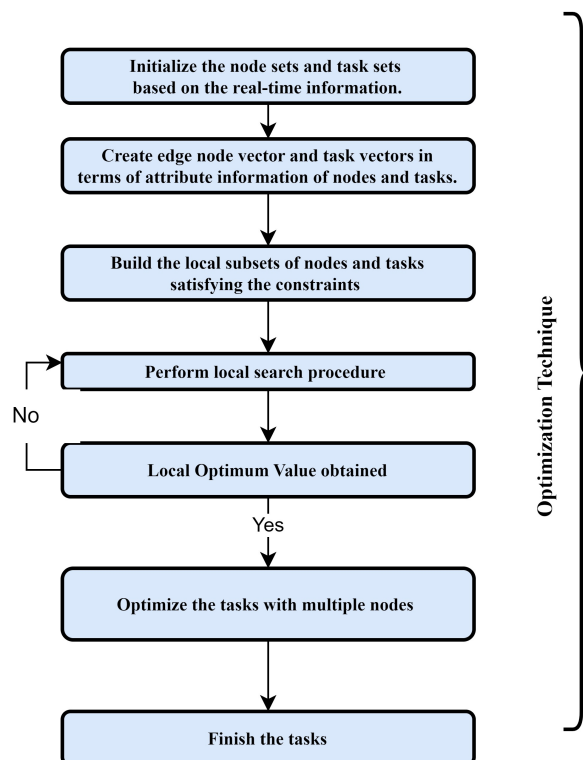 Initialize the node sets and task sets
based on the real-time information.
Create edge node vector and task vectors in
terms of attribute information of nodes and tasks.
Build the local subsets of nodes and tasks
satisfying the constraints
Perform local search procedure
No
Local Optimum Value obtained
Yes
Optimize the tasks with multiple nodes
Finish the tasks
Optimization Technique